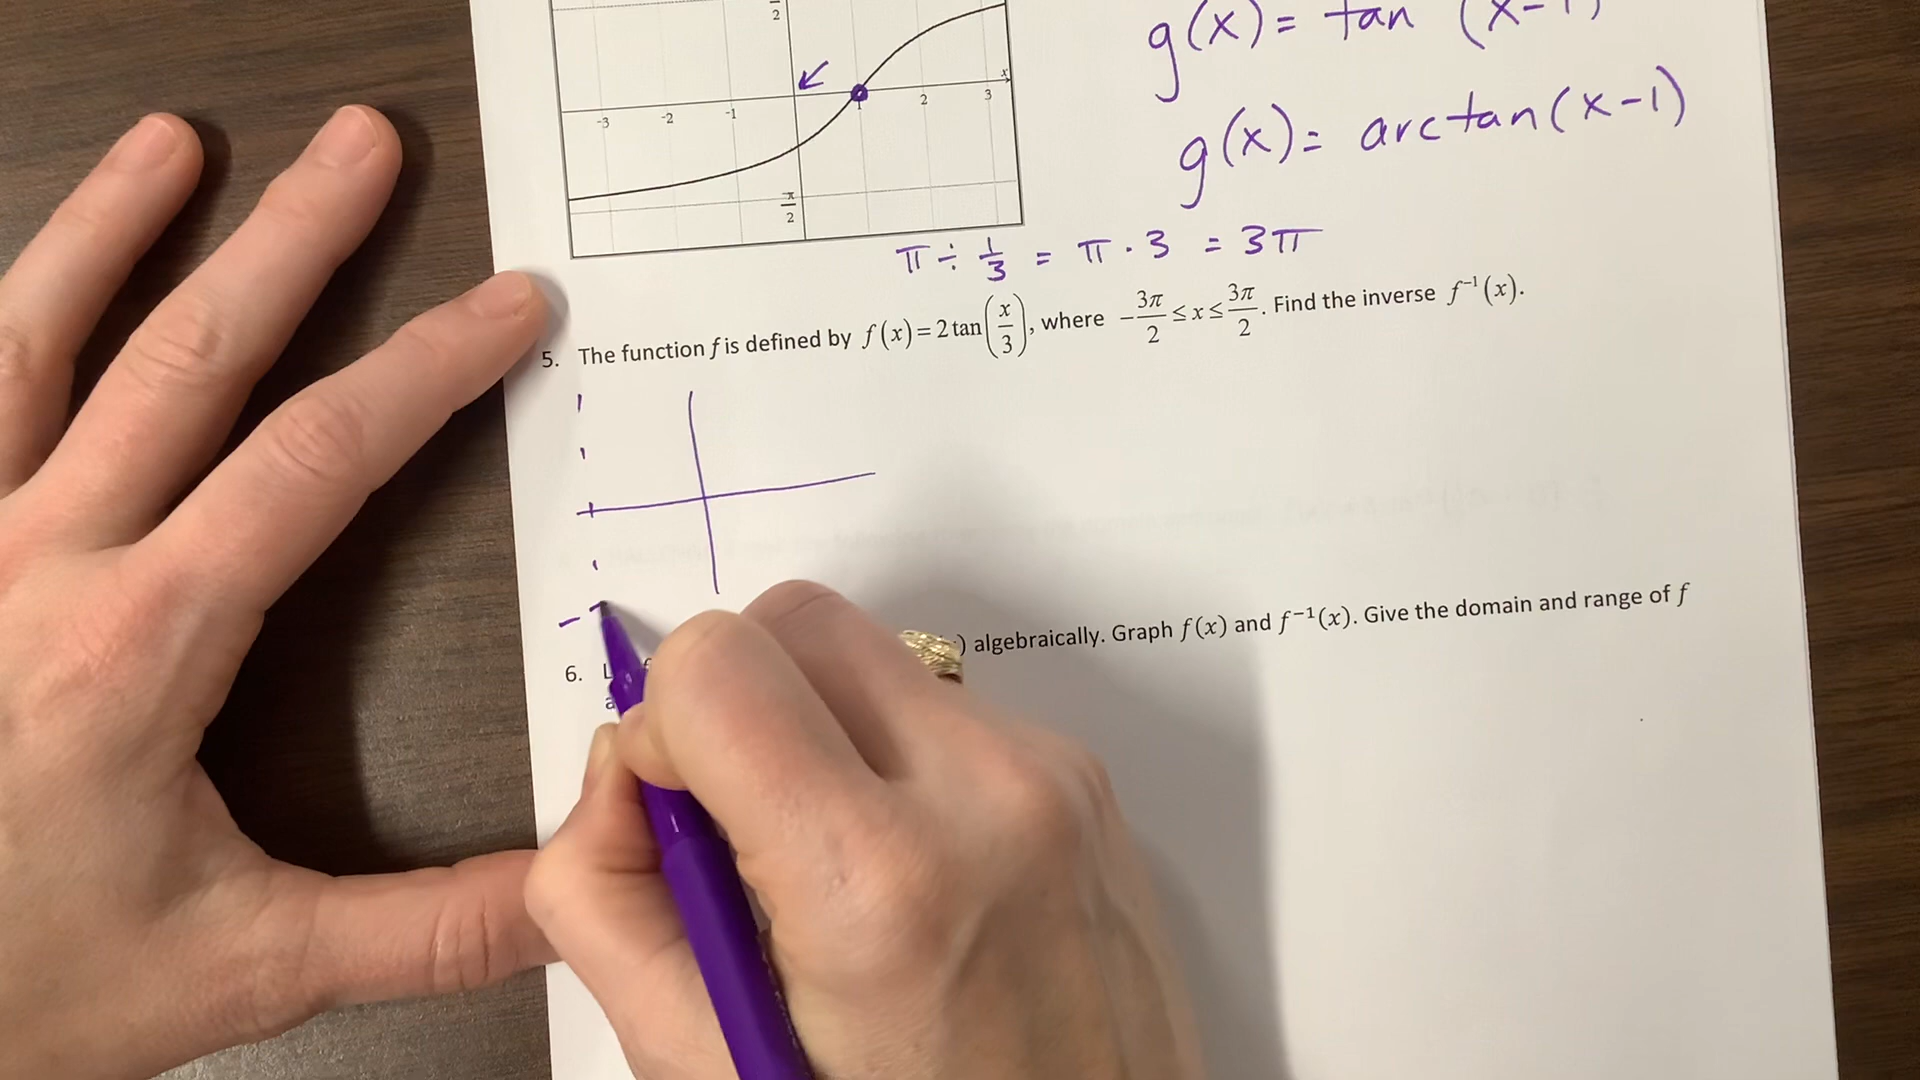 π/2
g(x) = tan (x-1)
x
-3 -2 -1 1 2 3
g(x) = arctan(x-1)
π/2
π ÷ 1/3 = π · 3 = 3π
5. The function f is defined by f(x) = 2 tan(x/3), where -3π/2 ≤ x ≤ 3π/2. Find the inverse f⁻¹(x).
6. ) algebraically. Graph f(x) and f⁻¹(x). Give the domain and range of f